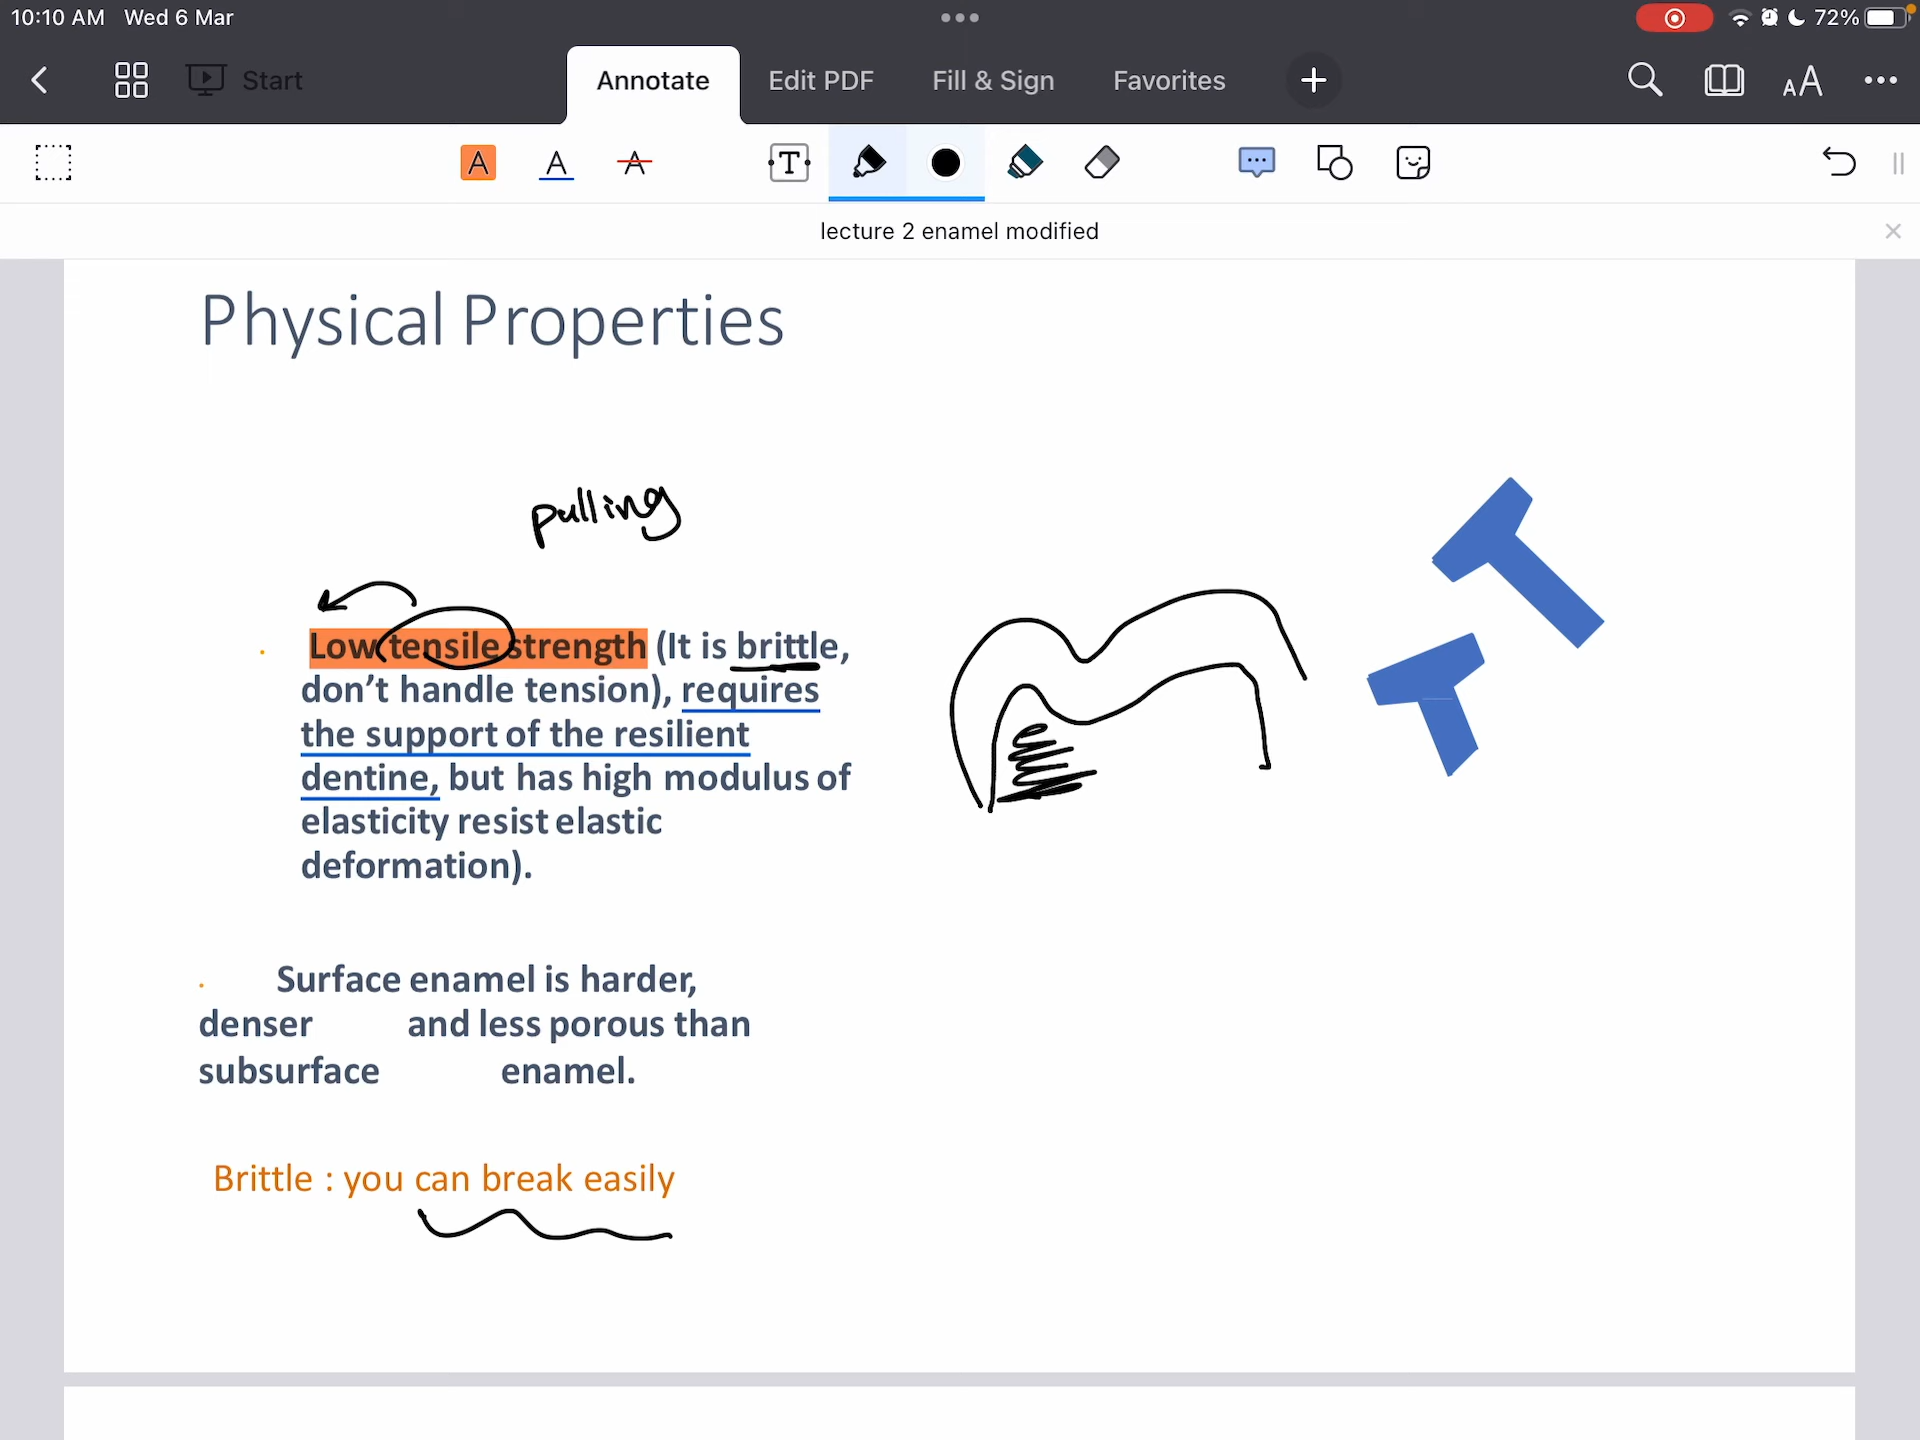 10:10 AM Wed 6 Mar
72%
Start
Annotate
Edit PDF
Fill & Sign
Favorites
lecture 2 enamel modified
Physical Properties
pulling
Low tensile strength (It is brittle,
don’t handle tension), requires
the support of the resilient
dentine, but has high modulus of
elasticity resist elastic
deformation).
Surface enamel is harder,
denser and less porous than
subsurface enamel.
Brittle : you can break easily